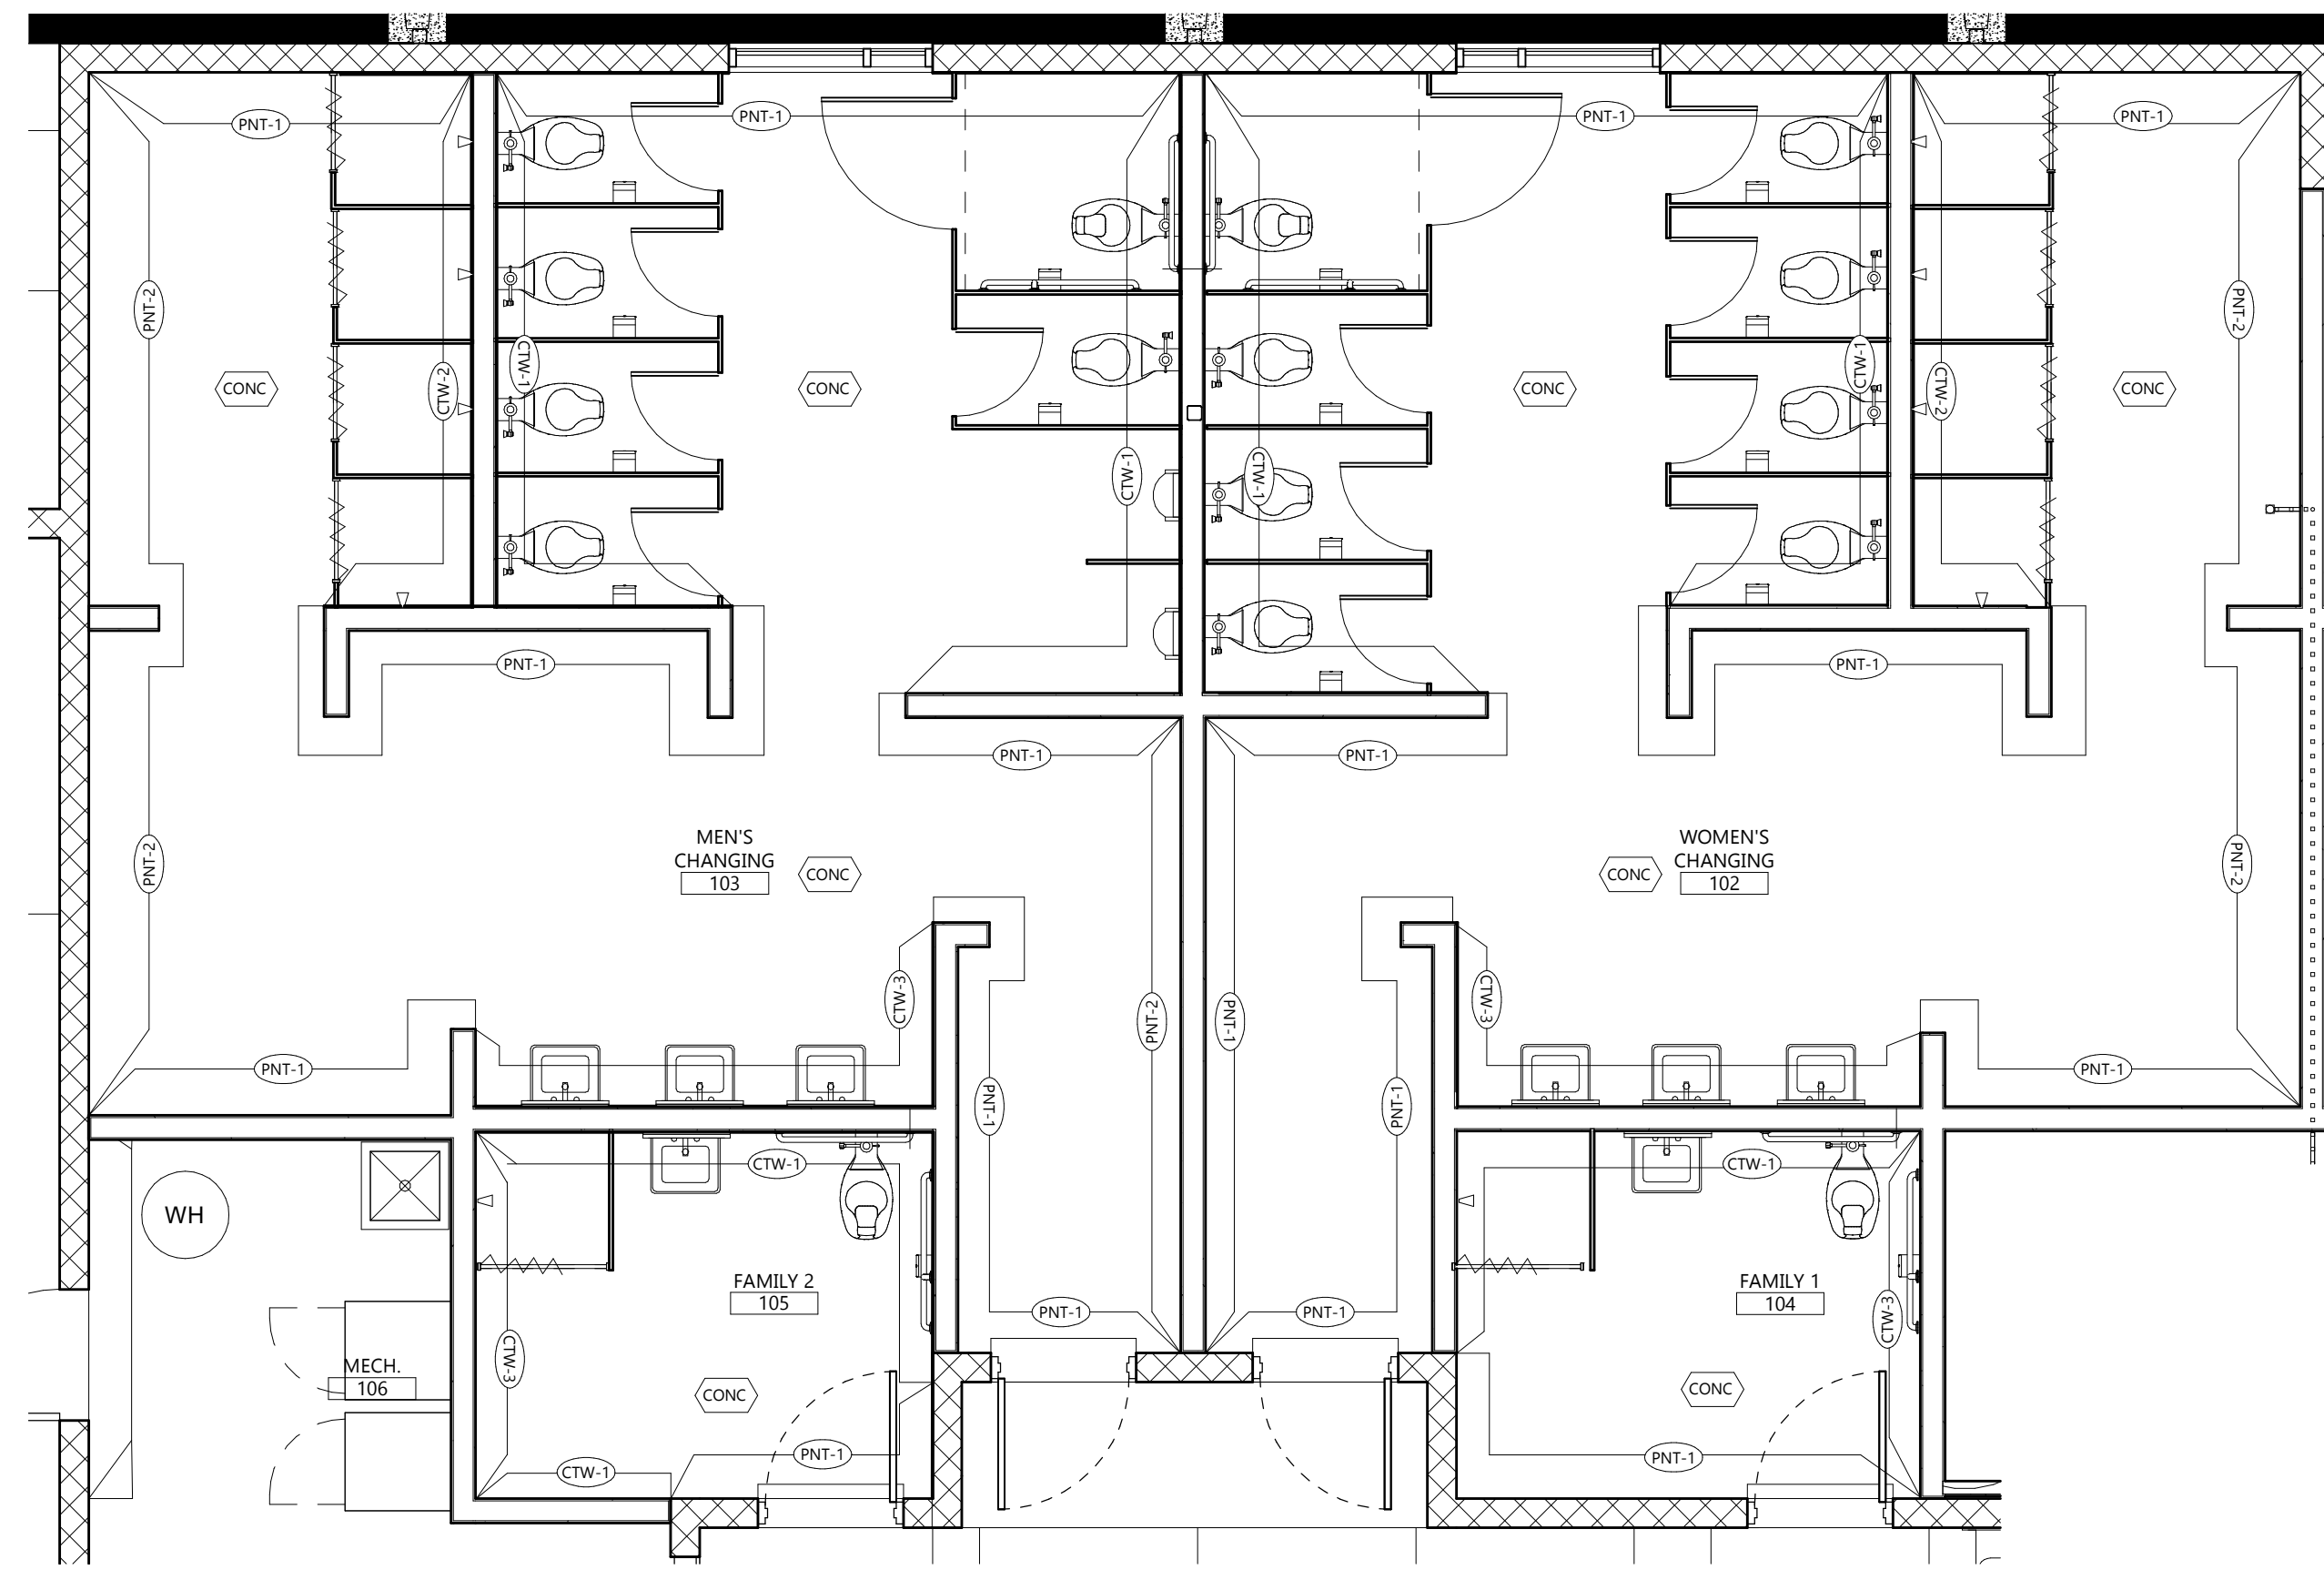 PNT-1
PNT-1
PNT-1
PNT-1
PNT-2
PNT-2
CTW-2
CTW-1
CTW-1
CTW-2
CONC
CONC
CONC
CONC
CTW-1
CTW-1
PNT-1
PNT-1
PNT-1
PNT-1
MEN'S
CHANGING
103
CONC
PNT-2
WOMEN'S
CHANGING
102
CONC
PNT-2
CTW-3
PNT-2
PNT-1
CTW-3
PNT-1
PNT-1
PNT-1
PNT-1
CTW-1
CTW-1
WH
FAMILY 2
105
FAMILY 1
104
PNT-1
PNT-1
CTW-3
CTW-3
MECH.
106
CONC
CONC
PNT-1
PNT-1
CTW-1